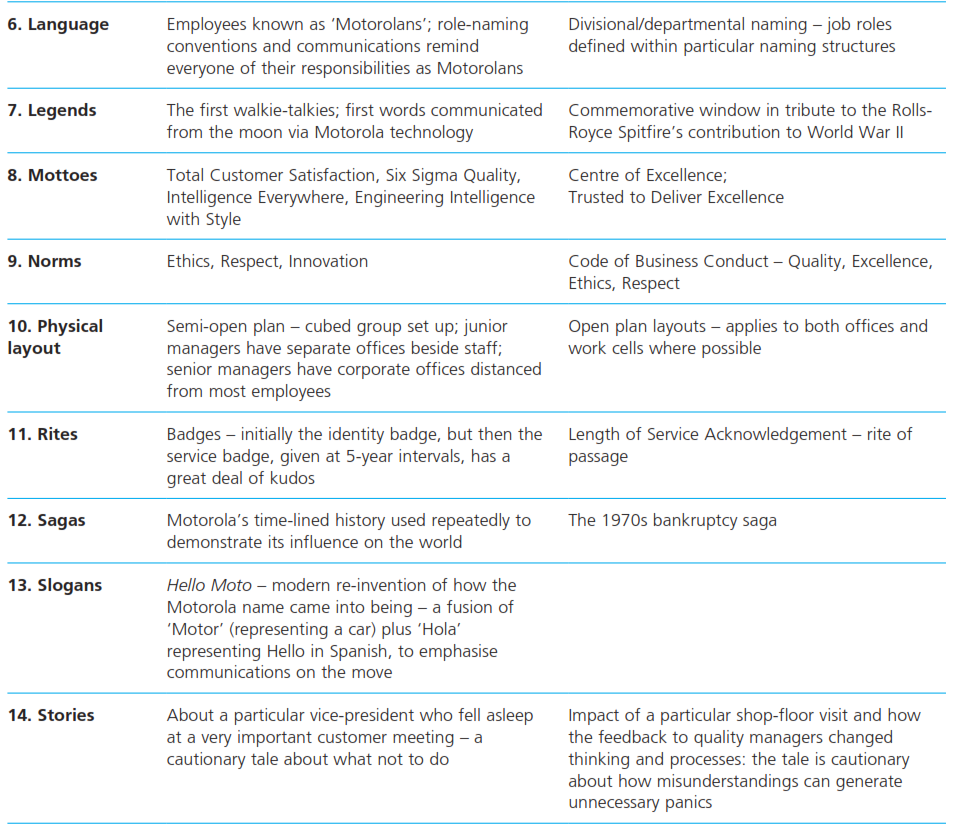 6. Language
Employees known as ‘Motorolans’; role-naming
conventions and communications remind
everyone of their responsibilities as Motorolans
Divisional/departmental naming – job roles
defined within particular naming structures
7. Legends
The first walkie-talkies; first words communicated
from the moon via Motorola technology
Commemorative window in tribute to the Rolls-
Royce Spitfire’s contribution to World War II
8. Mottoes
Total Customer Satisfaction, Six Sigma Quality,
Intelligence Everywhere, Engineering Intelligence
with Style
Centre of Excellence;
Trusted to Deliver Excellence
9. Norms
Ethics, Respect, Innovation
Code of Business Conduct – Quality, Excellence,
Ethics, Respect
10. Physical
layout
Semi-open plan – cubed group set up; junior
managers have separate offices beside staff;
senior managers have corporate offices distanced
from most employees
Open plan layouts – applies to both offices and
work cells where possible
11. Rites
Badges – initially the identity badge, but then the
service badge, given at 5-year intervals, has a
great deal of kudos
Length of Service Acknowledgement – rite of
passage
12. Sagas
Motorola’s time-lined history used repeatedly to
demonstrate its influence on the world
The 1970s bankruptcy saga
13. Slogans
Hello Moto – modern re-invention of how the
Motorola name came into being – a fusion of
‘Motor’ (representing a car) plus ‘Hola’
representing Hello in Spanish, to emphasise
communications on the move
14. Stories
About a particular vice-president who fell asleep
at a very important customer meeting – a
cautionary tale about what not to do
Impact of a particular shop-floor visit and how
the feedback to quality managers changed
thinking and processes: the tale is cautionary
about how misunderstandings can generate
unnecessary panics